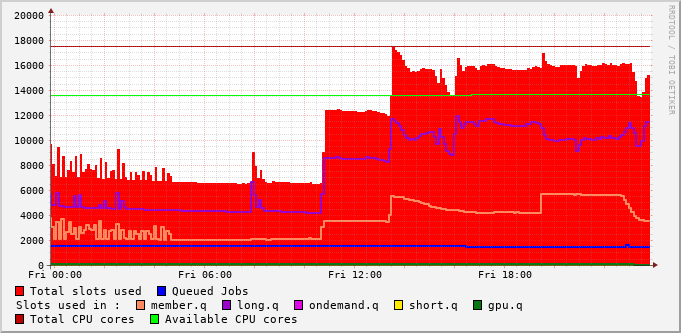 RRDTOOL / TOBI OETIKER
20000
18000
16000
14000
12000
10000
8000
6000
4000
2000
0
Fri 00:00 Fri 06:00 Fri 12:00 Fri 18:00
Total slots used Queued Jobs
Slots used in : member.q long.q ondemand.q short.q gpu.q
Total CPU cores Available CPU cores